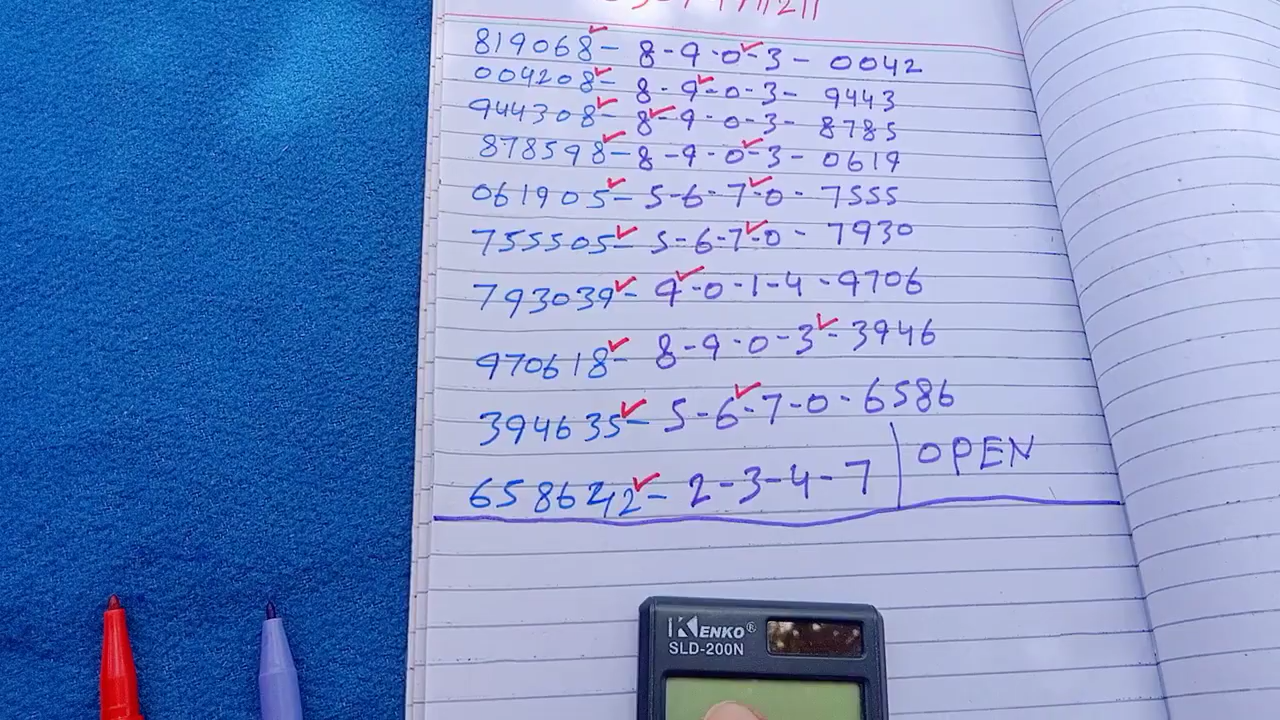 819068- 8-9-0-3- 0042
004208- 8-9-0-3- 9443
944308- 8-9-0-3- 8785
878598- 8-9-0-3- 0619
061905- 5-6-7-0- 7555
755505- 5-6-7-0- 7930
793039- 9-0-1-4-9706
970618- 8-9-0-3-3946
394635- 5-6-7-0-6586
6586242- 2-3-4-7 | OPEN
KENKO®
SLD-200N